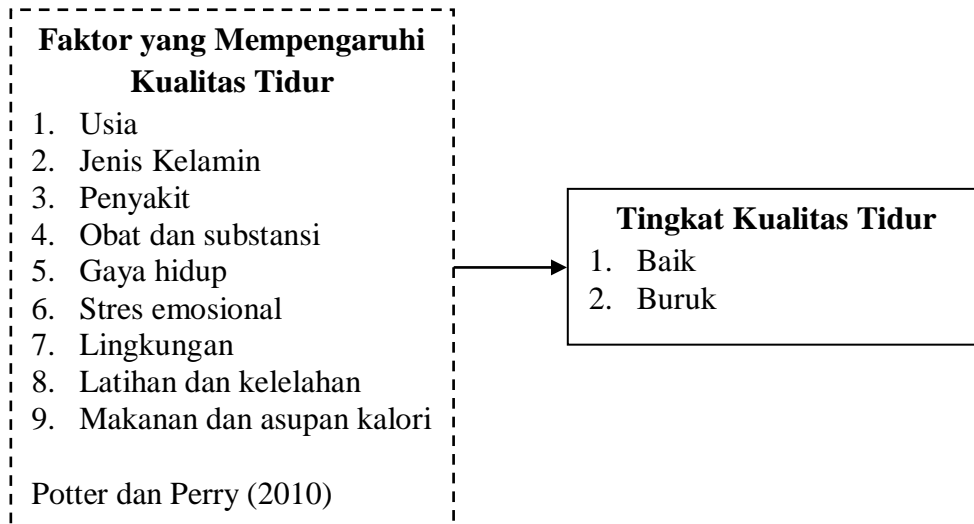 Faktor yang Mempengaruhi
Kualitas Tidur
1. Usia
2. Jenis Kelamin
3. Penyakit
4. Obat dan substansi
5. Gaya hidup
6. Stres emosional
7. Lingkungan
8. Latihan dan kelelahan
9. Makanan dan asupan kalori
Potter dan Perry (2010)
Tingkat Kualitas Tidur
1. Baik
2. Buruk